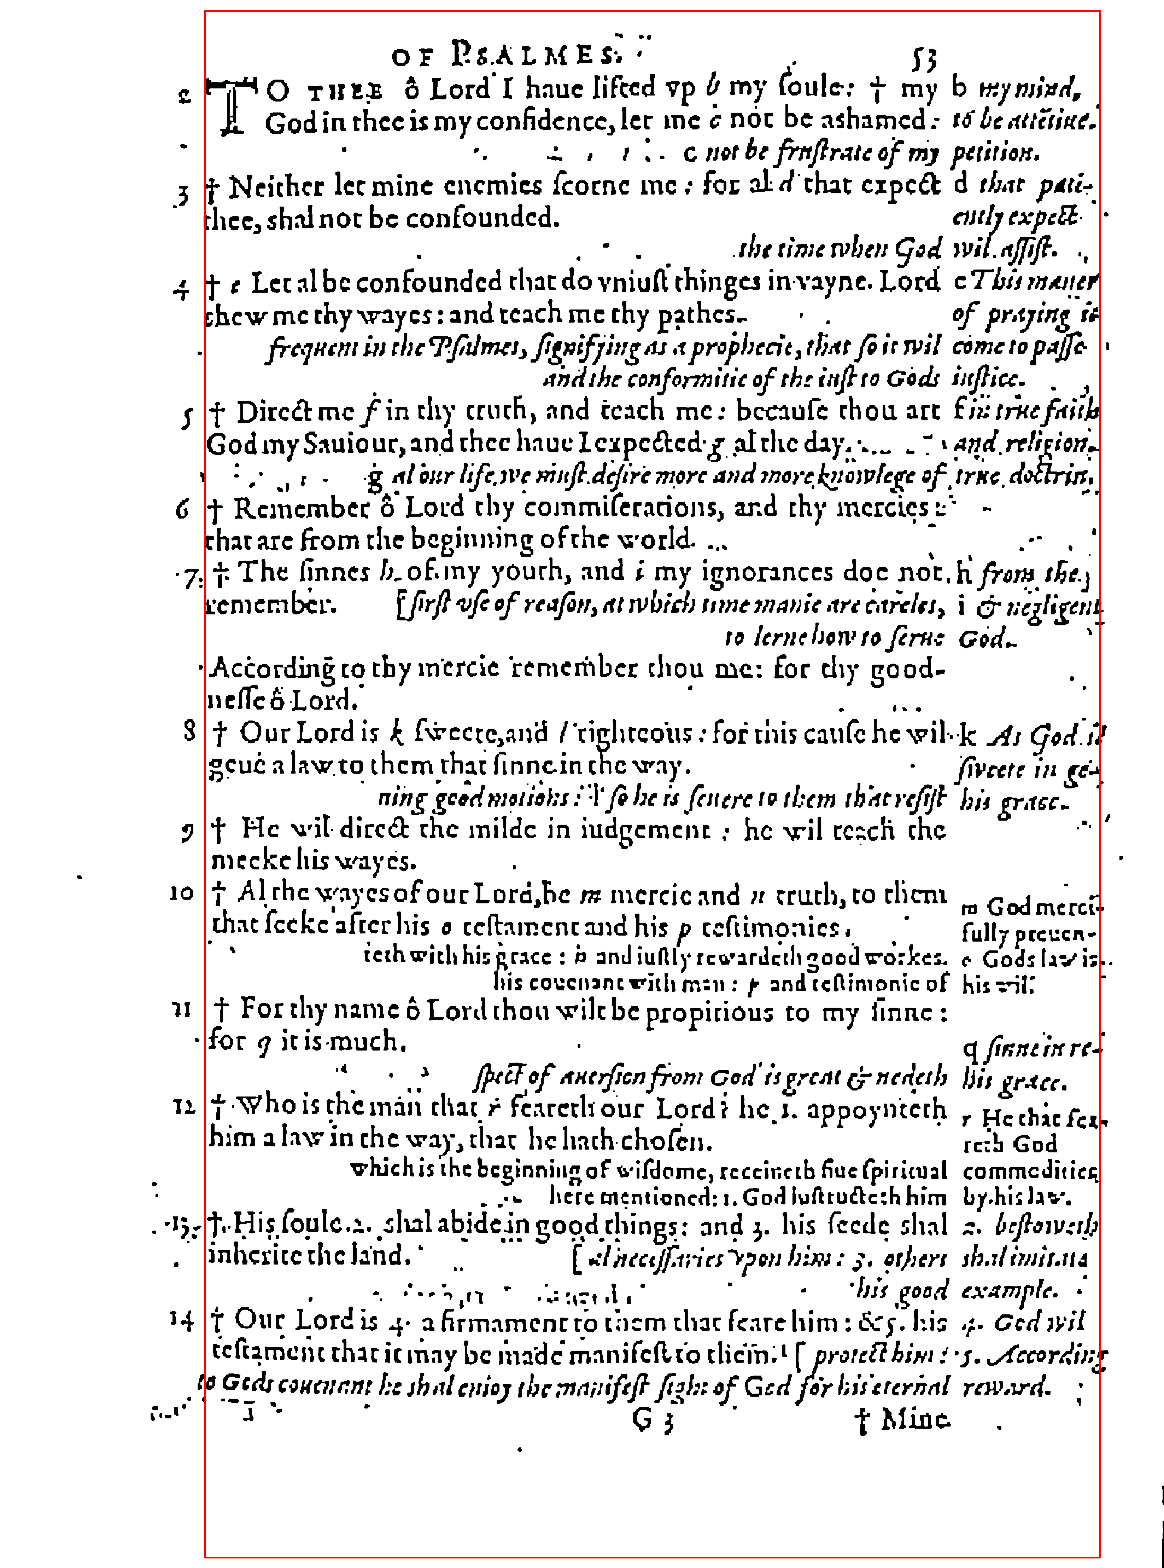 OF PSALMES. 53
2 TO THEE ô Lord I haue lifted vp b my ſoule: † my b my mind,
God in thee is my confidence, let me c not be ashamed: to be attẽtiue.
c not be fruſtrate of my petition.
3 † Neither let mine enemies ſcorne me: for al d that expect d that pati-
thee, shal not be confounded. ently expect
the time when God wil aſſiſt.
4 † e Let al be confounded that do vniuſt thinges in vayne. Lord e This maner
shew me thy wayes: and teach me thy pathes. of praying is
frequent in the Pſalmes, ſignifying as a prophecie, that ſo it wil come to paſſe
and the conformitie of the iuſt to Gods iuſtice.
5 † Direct me f in thy truth, and teach me: becauſe thou art f in true faith
God my Sauiour, and thee haue I expected g al the day. and religion.
g al our life we muſt deſire more and more knowlege of true doctrin.
6 † Remember ô Lord thy commiſerations, and thy mercies:
that are from the beginning of the world.
7. † The ſinnes h of my youth, and i my ignorances doe not h from the
remember. [firſt vſe of reaſon, at which time manie are careles, i & negligent
to lerne how to ſerue God.
According to thy mercie remember thou me: for thy good-
neſſe ô Lord.
8 † Our Lord is k ſweete, and l righteous: for this cauſe he wil k As God is
geue a law to them that ſinne in the way. ſweete in ge-
ning good motions: l ſo he is ſeuere to them that reſiſt his grace.
9 † He wil direct the milde in iudgement: he wil teach the
meeke his wayes.
10 † Al the wayes of our Lord, be m mercie and n truth, to them m God merci-
that ſeeke after his o teſtament and his p teſtimonies. fully preuen-
teth with his grace: n and iuſtly rewardeth good workes. o Gods law is
his couenant with man: p and teſtimonie of his wil:
11 † For thy name ô Lord thou wilt be propitious to my ſinne:
for q it is much. q ſinne in re-
ſpect of auerſion from God is great & nedeth his grace.
12 † Who is the man that r feareth our Lord? he 1. appoynteth r He that fea-
him a law in the way, that he hath choſen. reth God
which is the beginning of wiſdome, receiueth fiue ſpiritual commodities
here mentioned: 1. God inſtructeth him by his law.
13. † His ſoule 2. shal abide in good things: and 3. his ſeede shal 2. beſtoweth
inherite the land. [al neceſſaries vpon him: 3. others shal imitate
his good example.
14 † Our Lord is 4. a firmament to them that feare him: & 5. his 4. God wil
teſtament that it may be made manifeſt to them. [protect him: 5. According
to Gods couenant he shal enioy the manifeſt ſight of God for his eternal reward.
G 3 † Mine